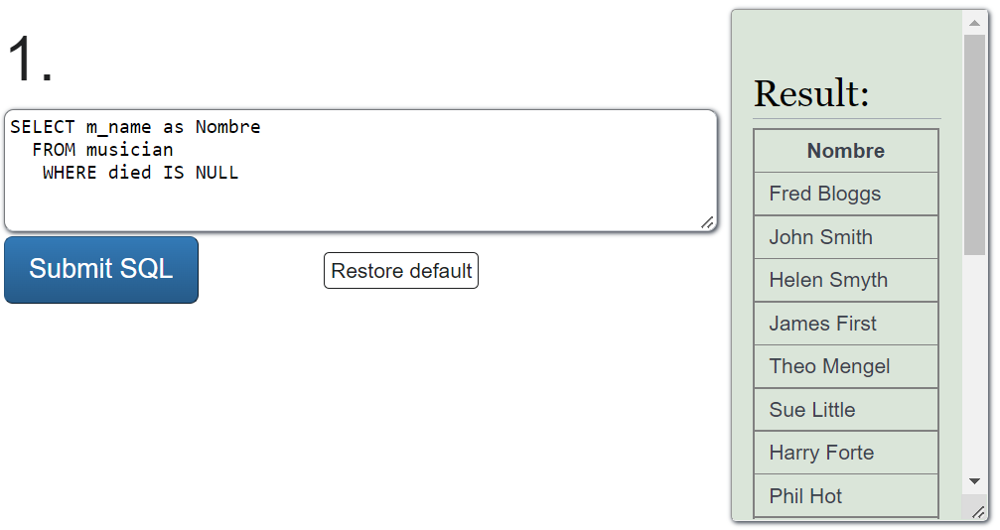 1.
SELECT m_name as Nombre
FROM musician
WHERE died IS NULL
Submit SQL
Restore default
Result:
Nombre
Fred Bloggs
John Smith
Helen Smyth
James First
Theo Mengel
Sue Little
Harry Forte
Phil Hot